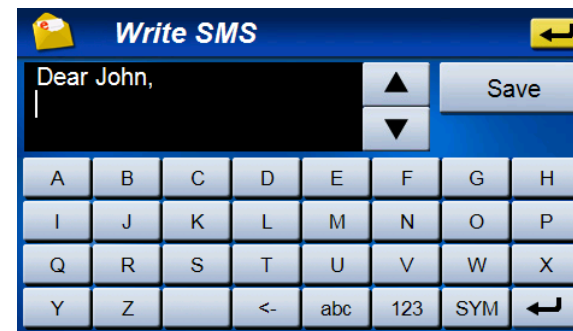 Write SMS
Dear John,
Save
A B C D E F G H
I J K L M N O P
Q R S T U V W X
Y Z <- abc 123 SYM